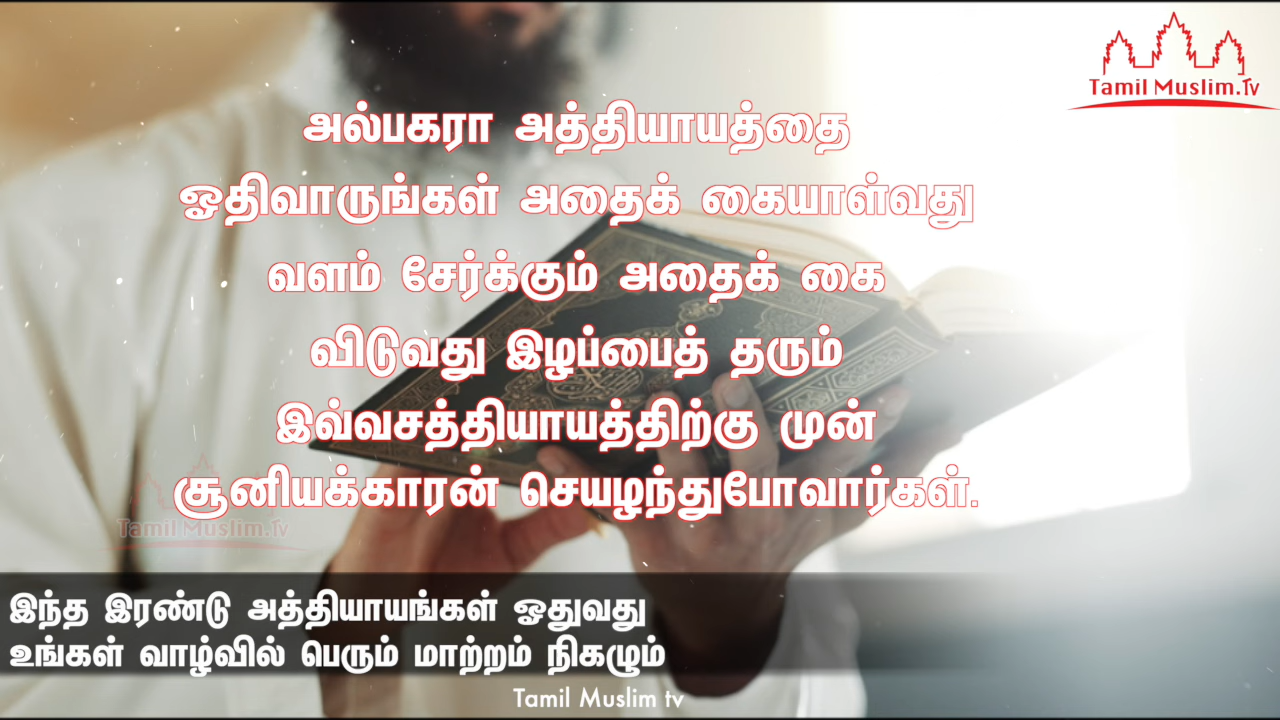 Tamil Muslim.Tv
அல்பகரா அத்தியாயத்தை
ஓதிவாருங்கள் அதைக் கையாள்வது
வளம் சேர்க்கும் அதைக் கை
விடுவது இழப்பைத் தரும்
இவ்வசத்தியாயத்திற்கு முன்
சூனியக்காரன் செயழந்துபோவார்கள்.
Tamil Muslim.Tv
இந்த இரண்டு அத்தியாயங்கள் ஓதுவது
உங்கள் வாழ்வில் பெரும் மாற்றம் நிகழும்
Tamil Muslim tv